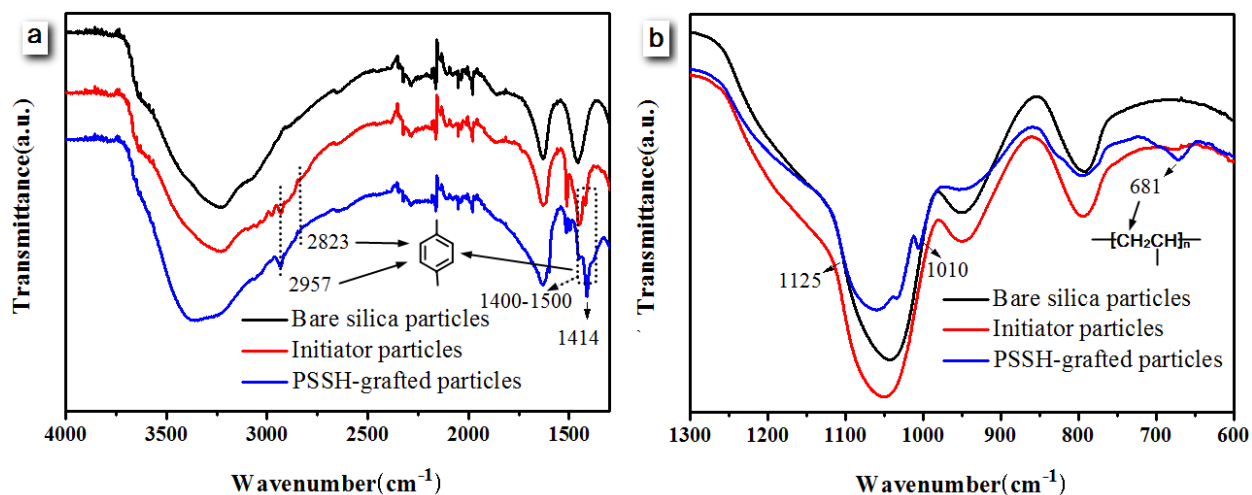 a
Transmittance(a.u.)
2823
2957
1400-1500
1414
Bare silica particles
Initiator particles
PSSH-grafted particles
4000 3500 3000 2500 2000 1500
Wavenumber(cm⁻¹)
b
Transmittance(a.u.)
681
-[CH₂CH]ₙ
1010
1125
Bare silica particles
Initiator particles
PSSH-grafted particles
1300 1200 1100 1000 900 800 700 600
Wavenumber(cm⁻¹)